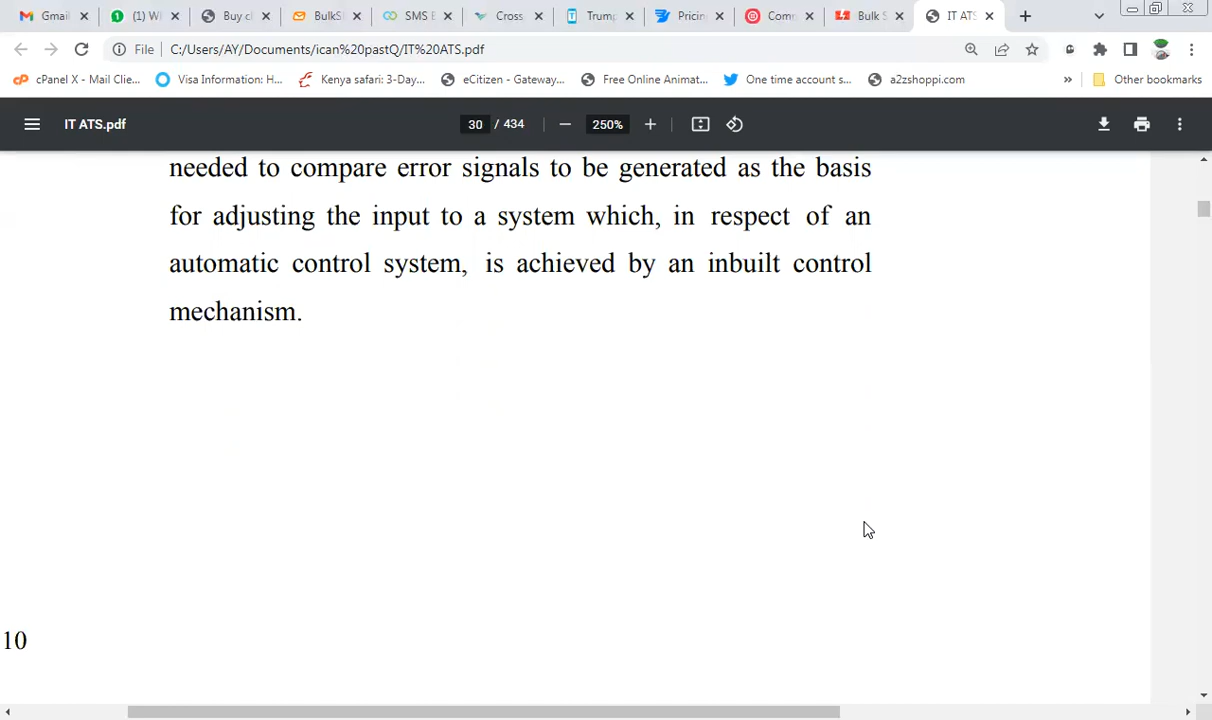 Gmail
(1) W
Buy c
BulkS
SMS E
Cross
Trump
Pricin
Comr
Bulk S
IT ATS
File
C:/Users/AY/Documents/ican%20pastQ/IT%20ATS.pdf
cPanel X - Mail Clie...
Visa Information: H...
Kenya safari: 3-Day...
eCitizen - Gateway...
Free Online Animat...
One time account s...
a2zshoppi.com
»
Other bookmarks
IT ATS.pdf
30 / 434
250%
needed to compare error signals to be generated as the basis
for adjusting the input to a system which, in respect of an
automatic control system, is achieved by an inbuilt control
mechanism.
10